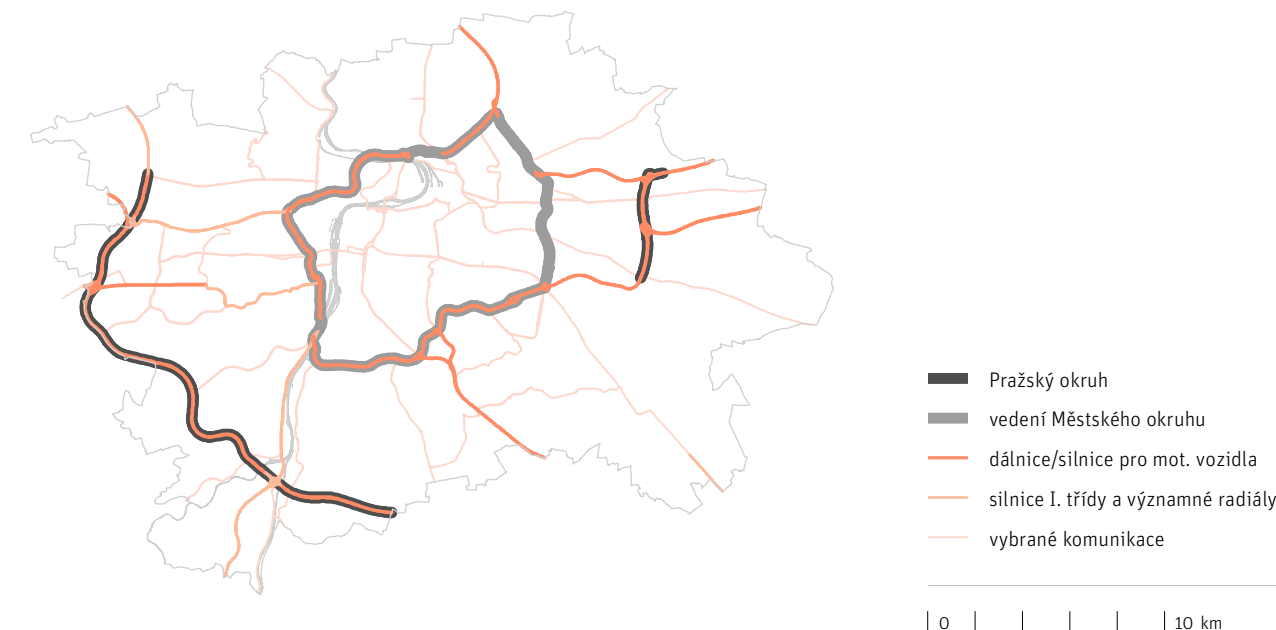 Pražský okruh
vedení Městského okruhu
dálnice/silnice pro mot. vozidla
silnice I. třídy a významné radiály
vybrané komunikace
0 10 km